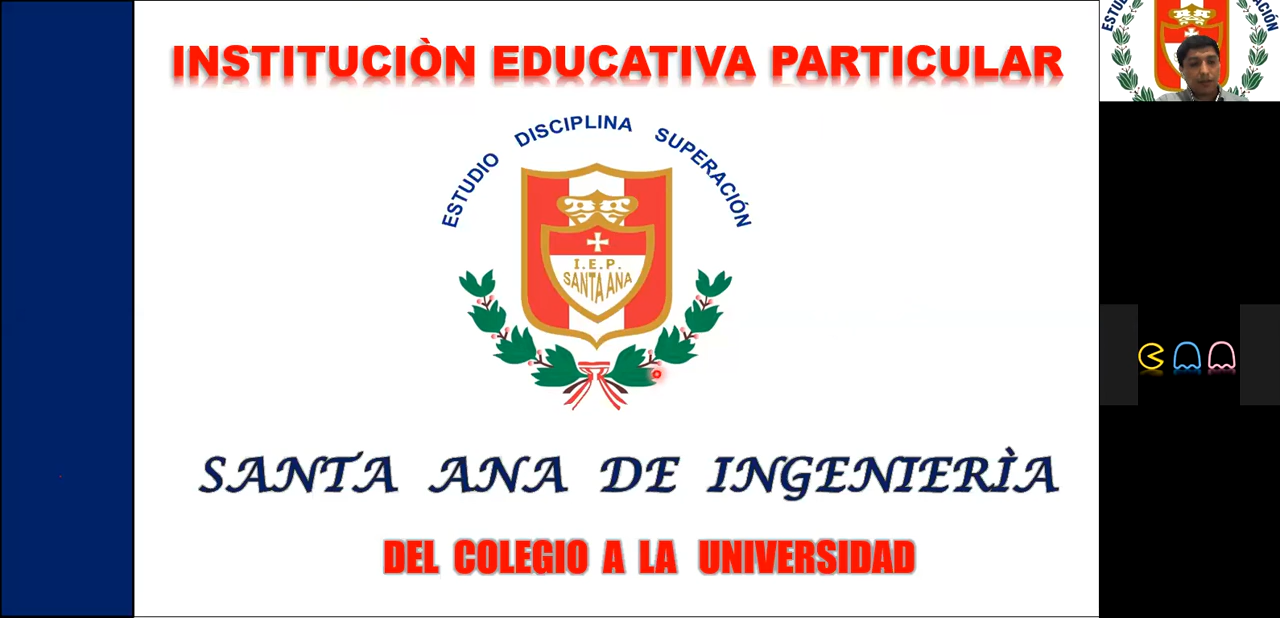 INSTITUCIÒN EDUCATIVA PARTICULAR
ESTUDIO DISCIPLINA SUPERACIÓN
I.E.P.
SANTA ANA
SANTA ANA DE INGENIERÌA
DEL COLEGIO A LA UNIVERSIDAD